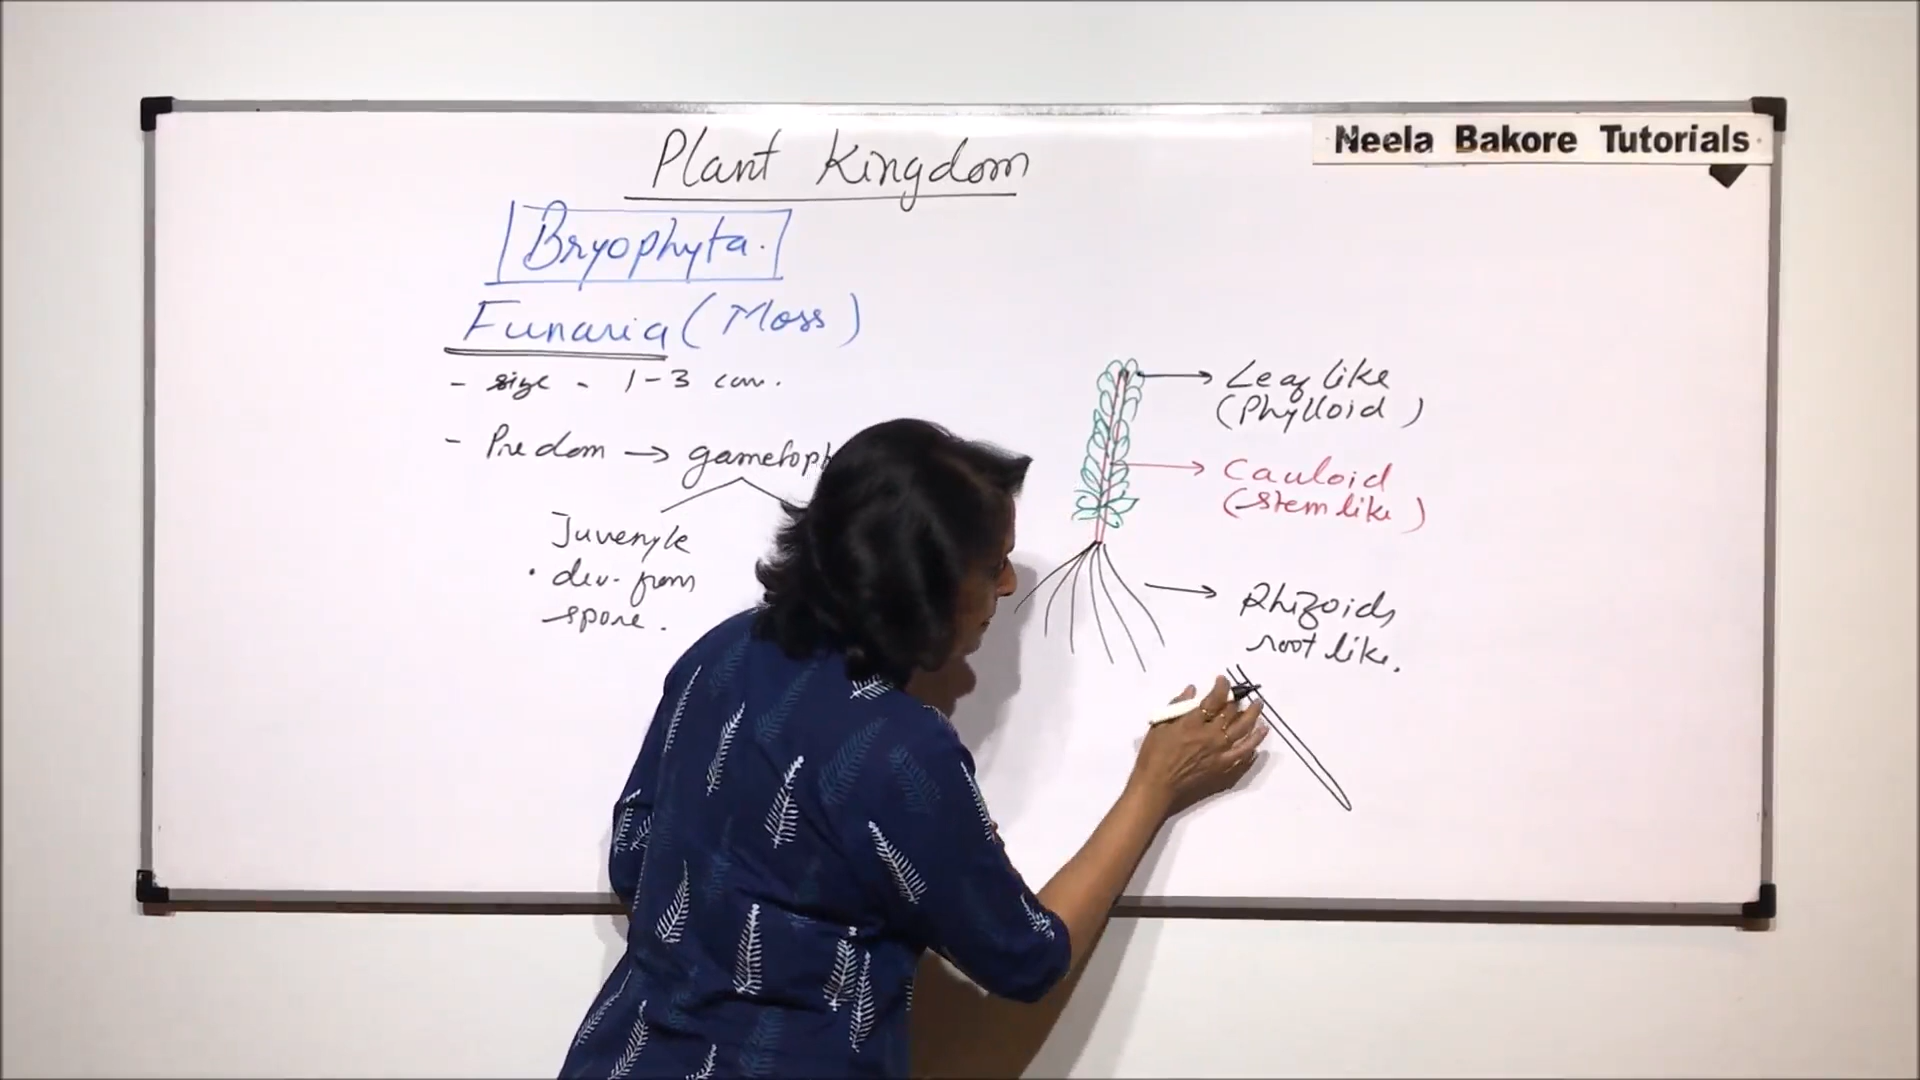 Neela Bakore Tutorials
Plant Kingdom
Bryophyta.
Funaria (Moss)
- size - 1-3 cm.
- Predom → gametoph
Juvenyle
• dev. from
spore.
Leaf like
(Phylloid)
Cauloid
(stem like)
Rhizoids
root like.